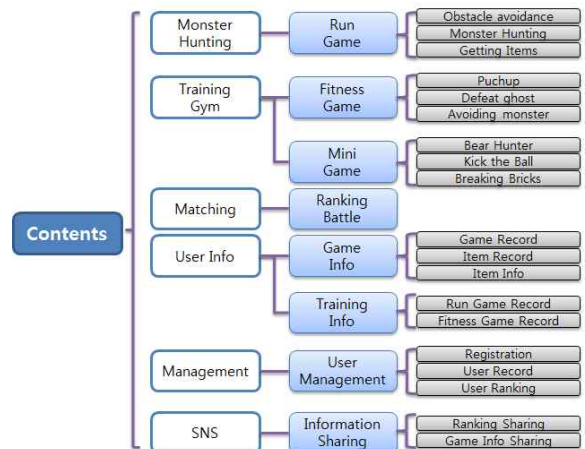 Contents
Monster
Hunting
Run
Game
Obstacle avoidance
Monster Hunting
Getting Items
Training
Gym
Fitness
Game
Puchup
Defeat ghost
Avoiding monster
Mini
Game
Bear Hunter
Kick the Ball
Breaking Bricks
Matching
Ranking
Battle
User Info
Game
Info
Game Record
Item Record
Item Info
Training
Info
Run Game Record
Fitness Game Record
Management
User
Management
Registration
User Record
User Ranking
SNS
Information
Sharing
Ranking Sharing
Game Info Sharing